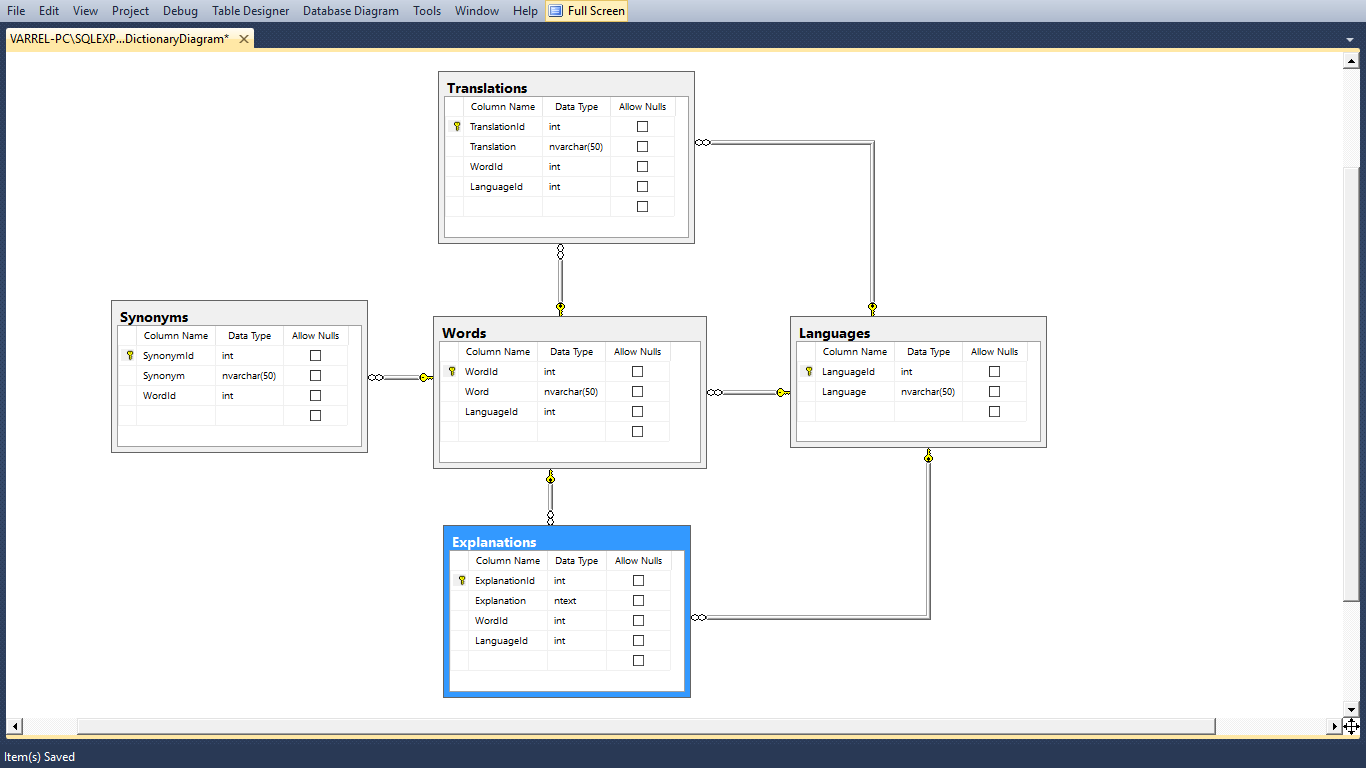 File Edit View Project Debug Table Designer Database Diagram Tools Window Help Full Screen
VARREL-PC\SQLEXP...DictionaryDiagram*
Translations
Column Name Data Type Allow Nulls
TranslationId int
Translation nvarchar(50)
WordId int
LanguageId int
Synonyms
Column Name Data Type Allow Nulls
SynonymId int
Synonym nvarchar(50)
WordId int
Words
Column Name Data Type Allow Nulls
WordId int
Word nvarchar(50)
LanguageId int
Languages
Column Name Data Type Allow Nulls
LanguageId int
Language nvarchar(50)
Explanations
Column Name Data Type Allow Nulls
ExplanationId int
Explanation ntext
WordId int
LanguageId int
Item(s) Saved